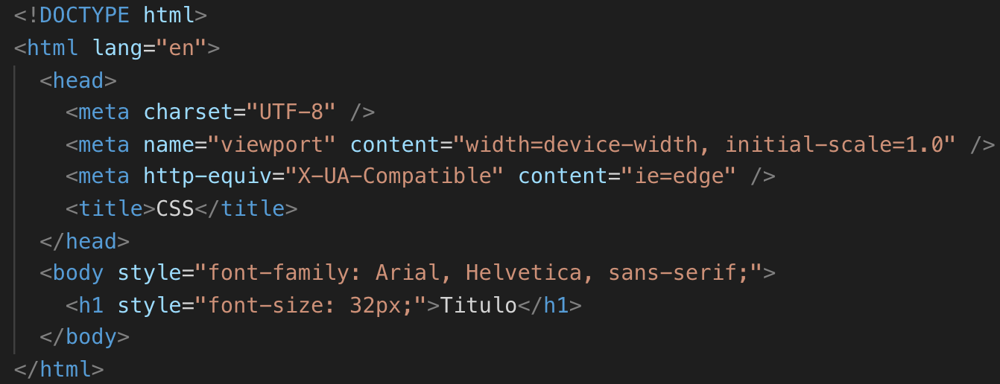 <!DOCTYPE html>
<html lang="en">
  <head>
    <meta charset="UTF-8" />
    <meta name="viewport" content="width=device-width, initial-scale=1.0" />
    <meta http-equiv="X-UA-Compatible" content="ie=edge" />
    <title>CSS</title>
  </head>
  <body style="font-family: Arial, Helvetica, sans-serif;">
    <h1 style="font-size: 32px;">Titulo</h1>
  </body>
</html>